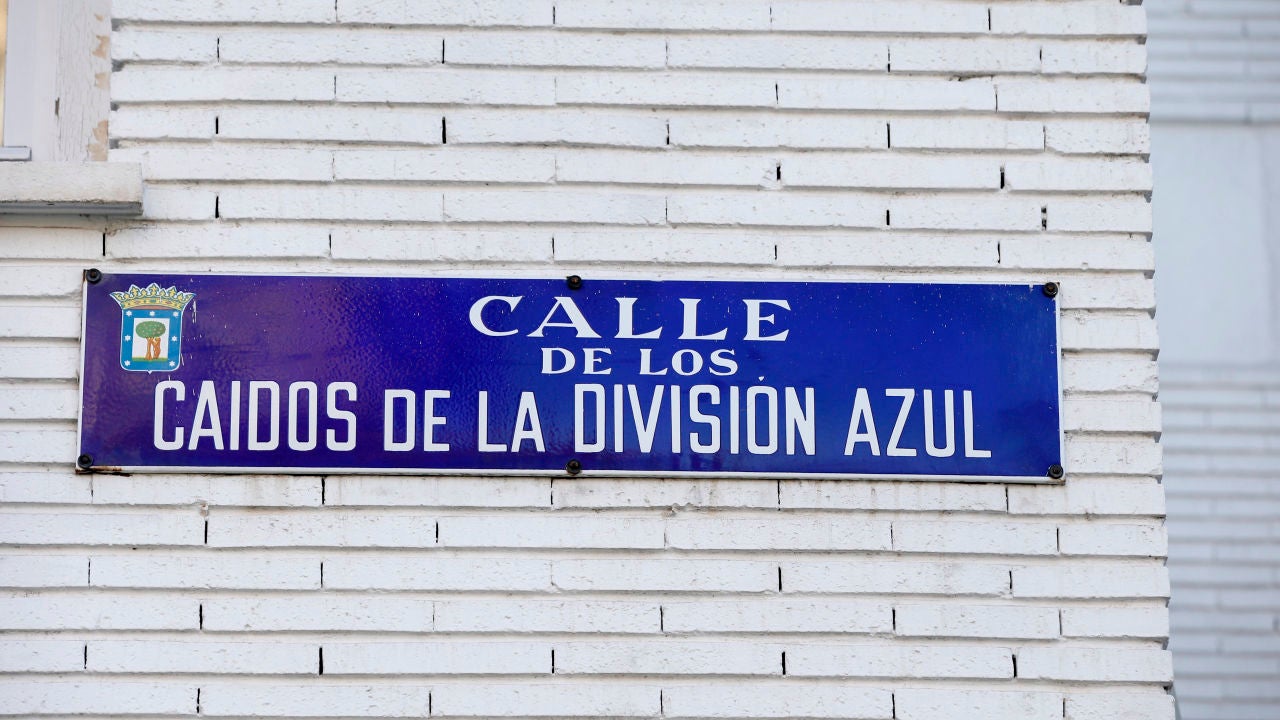 CALLE
DE LOS
CAIDOS DE LA DIVISIÓN AZUL